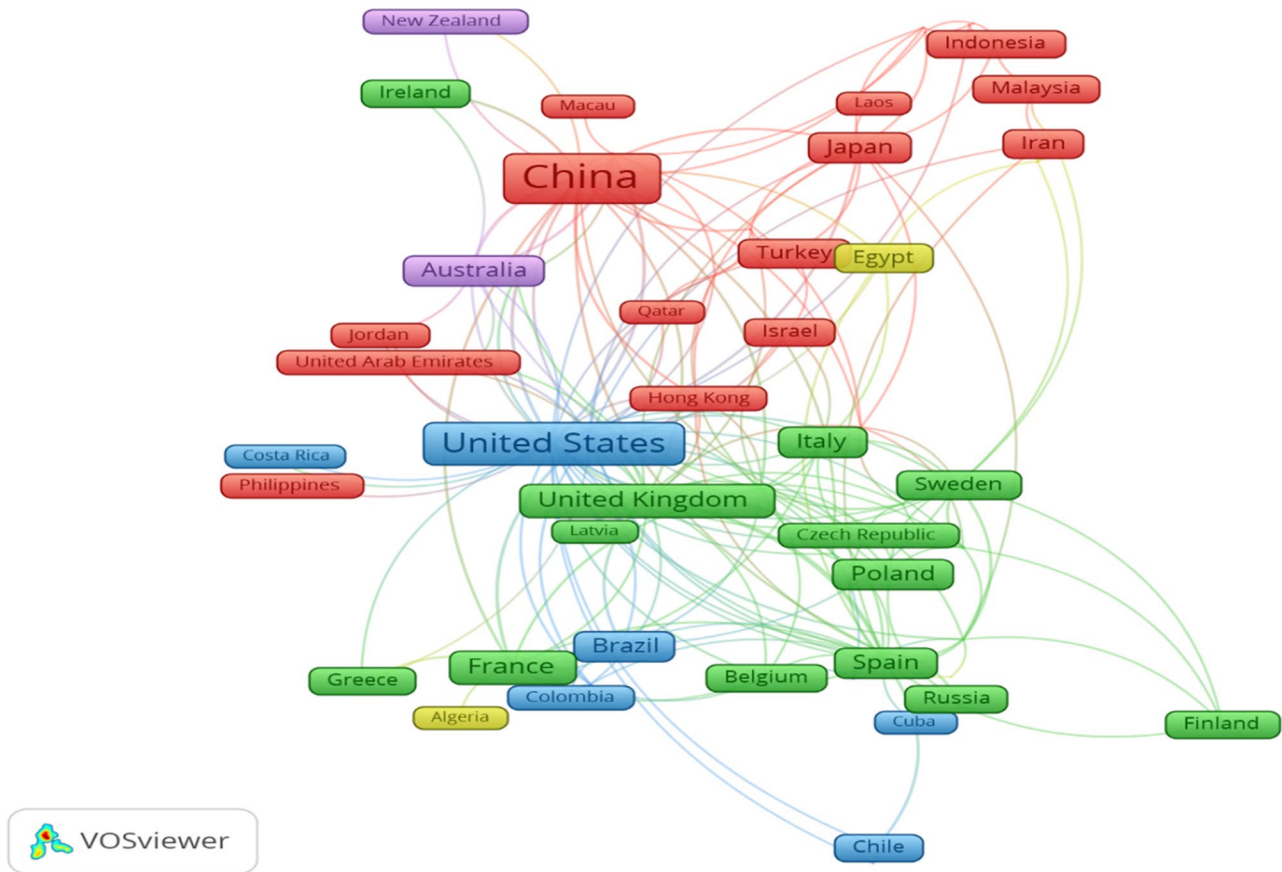 New Zealand
Indonesia
Ireland
Malaysia
Macau
Laos
Iran
Japan
China
Turkey
Egypt
Australia
Qatar
Israel
Jordan
United Arab Emirates
Hong Kong
United States
Italy
Costa Rica
Philippines
Sweden
United Kingdom
Latvia
Czech Republic
Poland
Brazil
France
Spain
Greece
Belgium
Colombia
Russia
Algeria
Cuba
Finland
VOSviewer
Chile